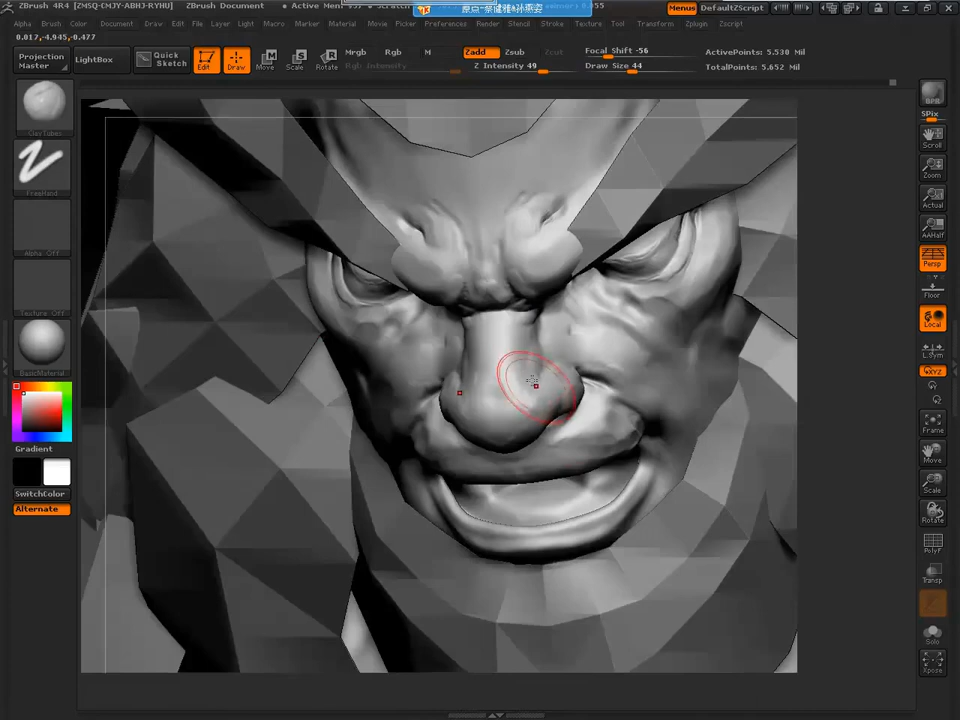 ZBrush 4R4 [ZMSQ-CMJY-ABHJ-RYHU] ZBrush Document
Menus DefaultZScript
Alpha Brush Color Document Draw Edit File Layer Light Macro Marker Material Movie Picker Preferences Render Stencil Stroke Texture Tool Transform Zplugin Zscript
0.017,-4.945,-0.477
Projection Master
LightBox
Quick Sketch
Edit
Draw
Move
Scale
Rotate
Mrgb Rgb M
Rgb Intensity
Zadd Zsub Zcut
Z Intensity 49
Focal Shift -56
Draw Size 44
ActivePoints: 5.530 Mil
TotalPoints: 5.652 Mil
ClayTubes
FreeHand
Alpha Off
Texture Off
BasicMaterial
Gradient
SwitchColor
Alternate
BPR
SPix
Scroll
Zoom
Actual
AAHalf
Persp
Floor
Local
L.Sym
XYZ
Frame
Move
Scale
Rotate
PolyF
Transp
Solo
Xpose